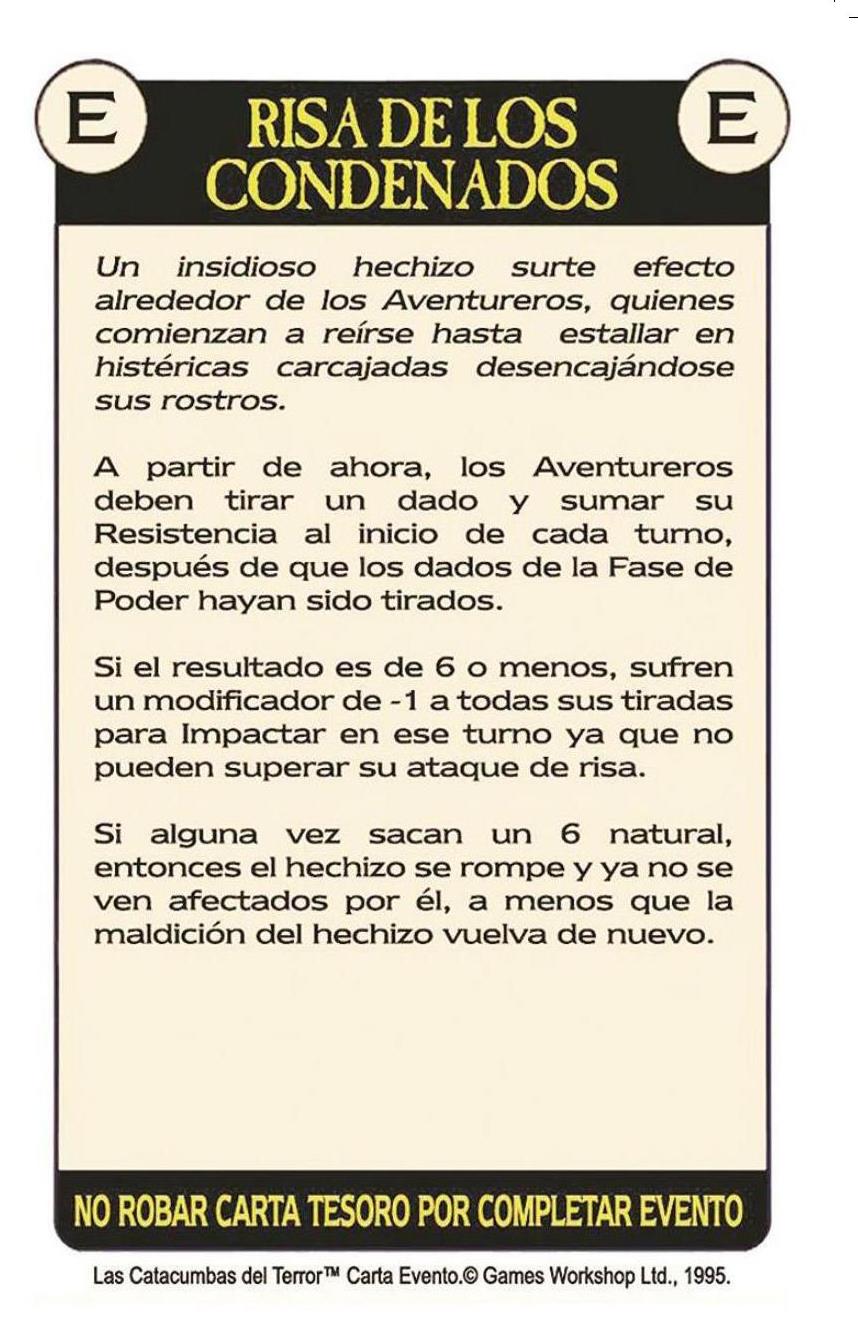 E
RISA DE LOS
E
CONDENADOS
Un insidioso hechizo surte efecto
alrededor de los Aventureros, quienes
comienzan a reírse hasta estallar en
histéricas carcajadas desencajándose
sus rostros.
A partir de ahora, los Aventureros
deben tirar un dado y sumar su
Resistencia al inicio de cada turno,
después de que los dados de la Fase de
Poder hayan sido tirados.
Si el resultado es de 6 o menos, sufren
un modificador de -1 a todas sus tiradas
para Impactar en ese turno ya que no
pueden superar su ataque de risa.
Si alguna vez sacan un 6 natural,
entonces el hechizo se rompe y ya no se
ven afectados por él, a menos que la
maldición del hechizo vuelva de nuevo.
NO ROBAR CARTA TESORO POR COMPLETAR EVENTO
Las Catacumbas del Terror™ Carta Evento.© Games Workshop Ltd., 1995.